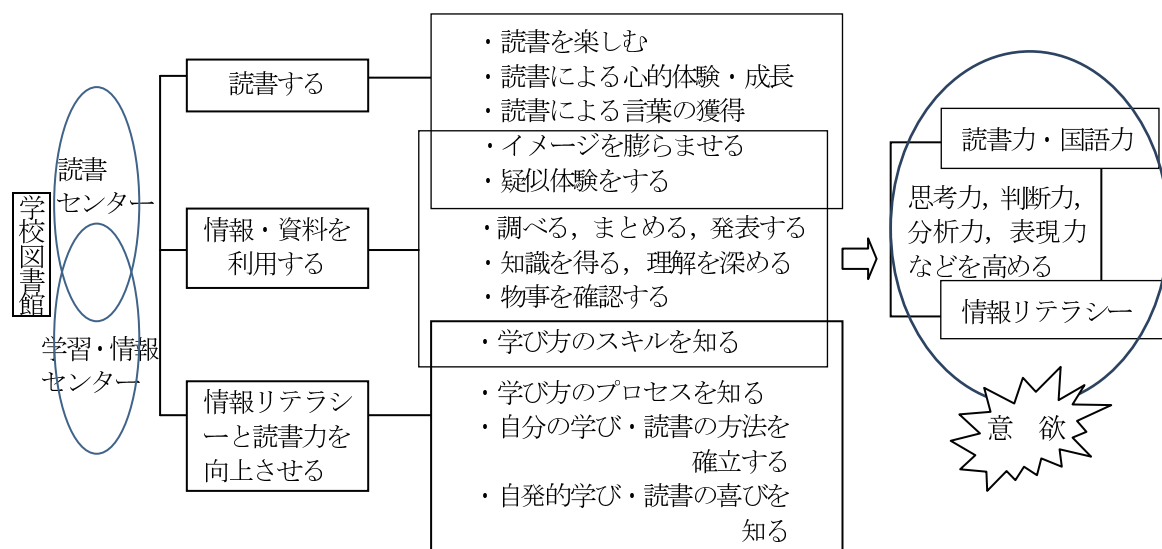 学校図書館
読書
センター
学習・情報
センター
読書する
情報・資料を
利用する
情報リテラシ
ーと読書力を
向上させる
・読書を楽しむ
・読書による心的体験・成長
・読書による言葉の獲得
・イメージを膨らませる
・疑似体験をする
・調べる，まとめる，発表する
・知識を得る，理解を深める
・物事を確認する
・学び方のスキルを知る
・学び方のプロセスを知る
・自分の学び・読書の方法を
確立する
・自発的学び・読書の喜びを
知る
読書力・国語力
思考力，判断力，
分析力，表現力
などを高める
情報リテラシー
意　欲